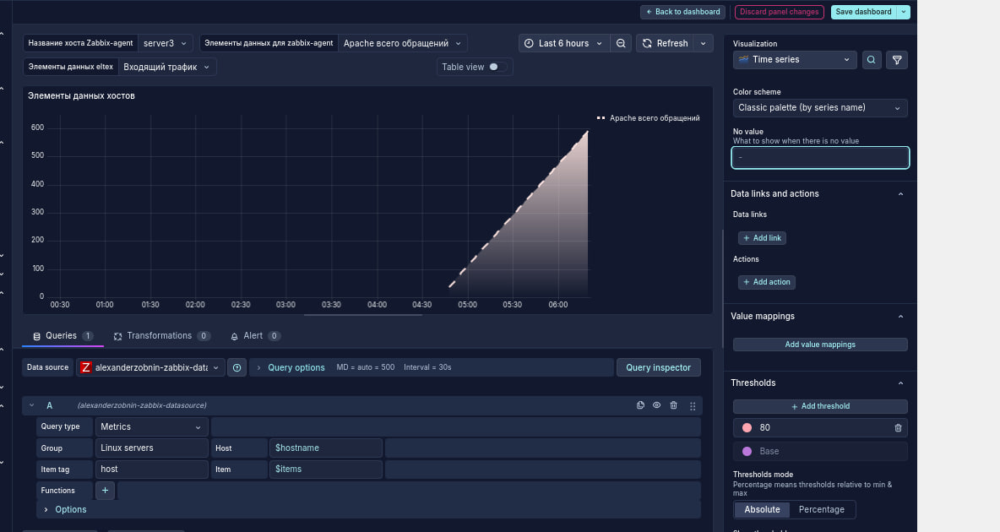 Back to dashboard
Discard panel changes
Save dashboard
Название хоста Zabbix-agent
server3
Элементы данных для zabbix-agent
Apache всего обращений
Last 6 hours
Refresh
Элементы данных eltex
Входящий трафик
Table view
Элементы данных хостов
Apache всего обращений
600
500
400
300
200
100
0
00:30 01:00 01:30 02:00 02:30 03:00 03:30 04:00 04:30 05:00 05:30 06:00
Queries 1
Transformations 0
Alert 0
Data source
alexanderzobnin-zabbix-data
Query options
MD = auto = 500
Interval = 30s
Query inspector
A
(alexanderzobnin-zabbix-datasource)
Query type
Metrics
Group
Linux servers
Host
$hostname
Item tag
host
Item
$items
Functions
+
Options
Visualization
Time series
Color scheme
Classic palette (by series name)
No value
What to show when there is no value
-
Data links and actions
Data links
+ Add link
Actions
+ Add action
Value mappings
Add value mappings
Thresholds
+ Add threshold
80
Base
Thresholds mode
Percentage means thresholds relative to min &
max
Absolute
Percentage